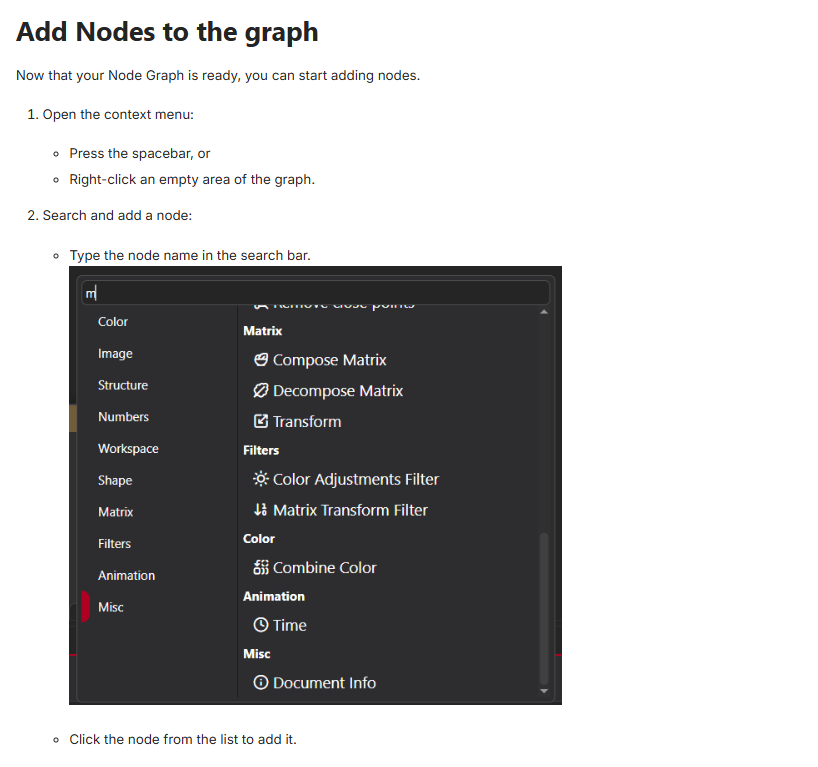 Add Nodes to the graph
Now that your Node Graph is ready, you can start adding nodes.
1. Open the context menu:
Press the spacebar, or
Right-click an empty area of the graph.
2. Search and add a node:
Type the node name in the search bar.
m
Color
Image
Structure
Numbers
Workspace
Shape
Matrix
Filters
Animation
Misc
Remove close points
Matrix
Compose Matrix
Decompose Matrix
Transform
Filters
Color Adjustments Filter
Matrix Transform Filter
Color
Combine Color
Animation
Time
Misc
Document Info
Click the node from the list to add it.